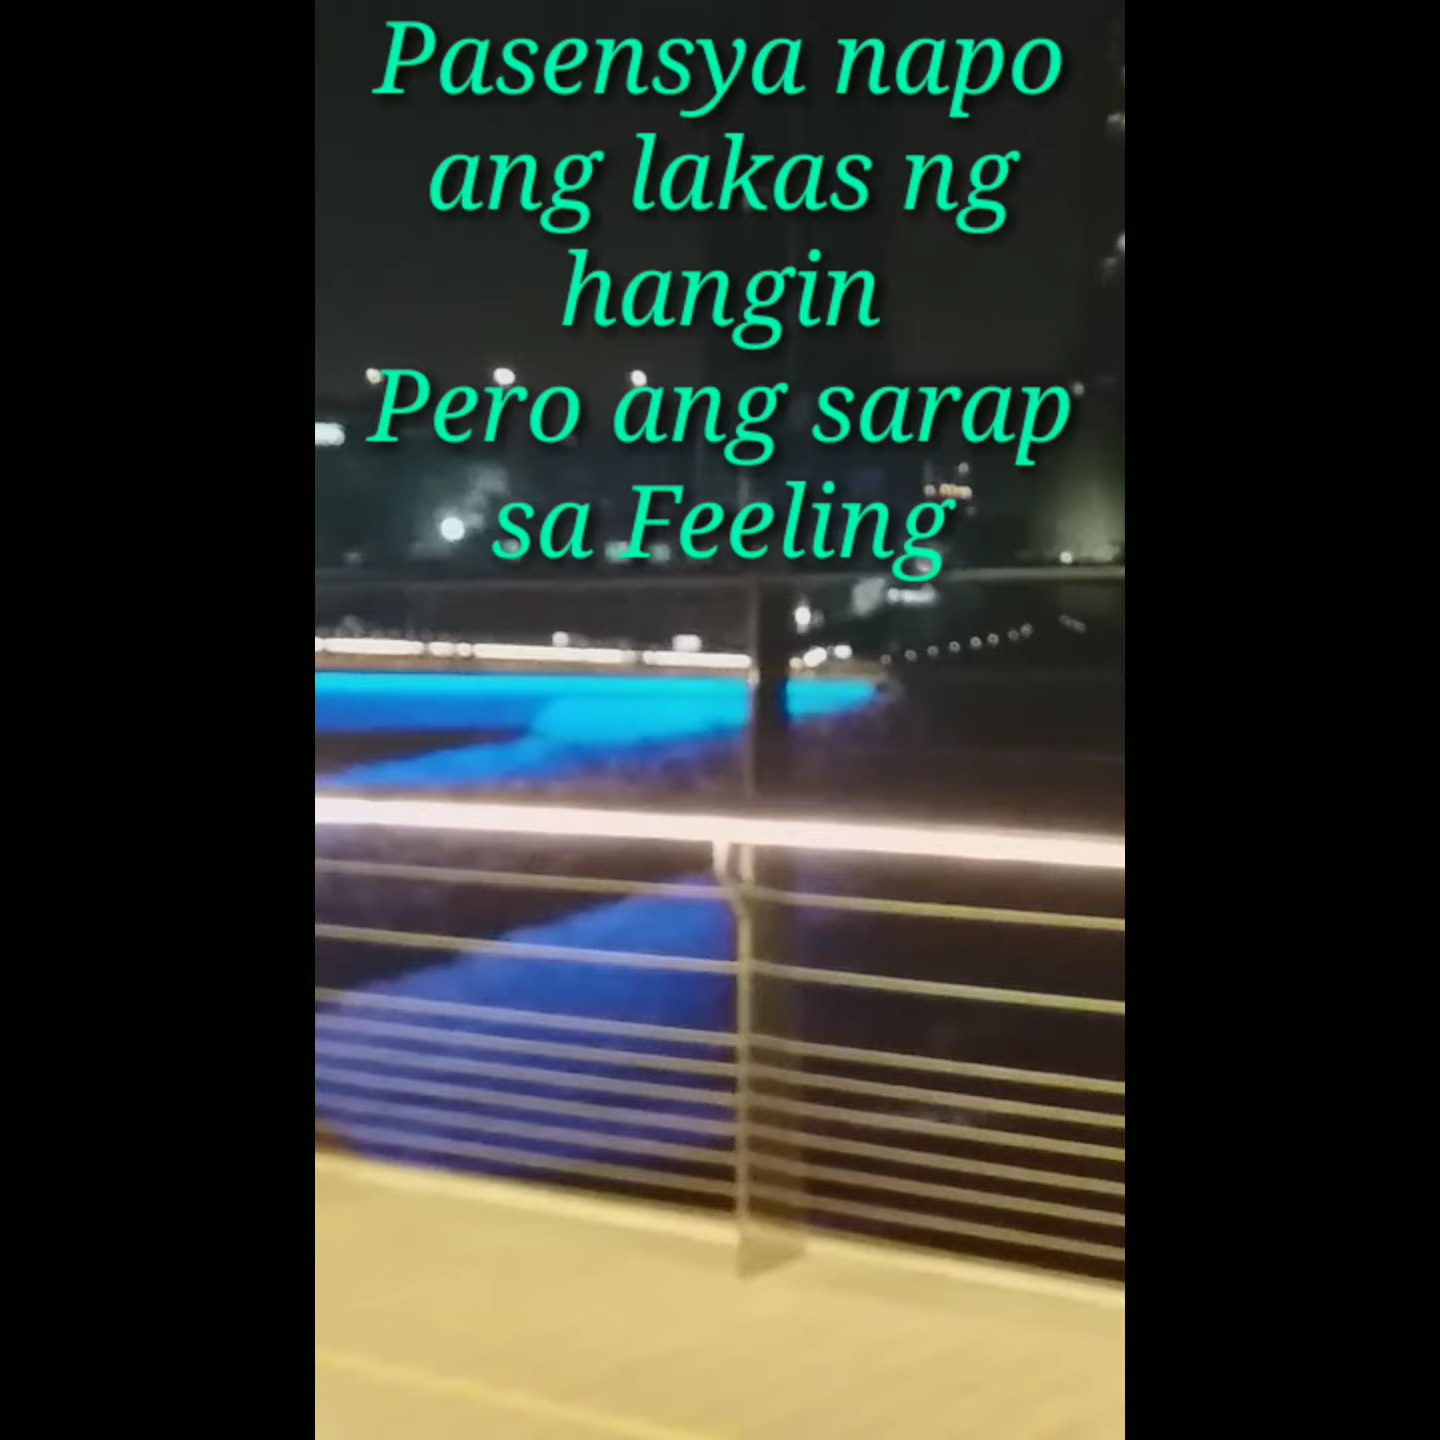 Pasensya napo
ang lakas ng
hangin
Pero ang sarap
sa Feeling